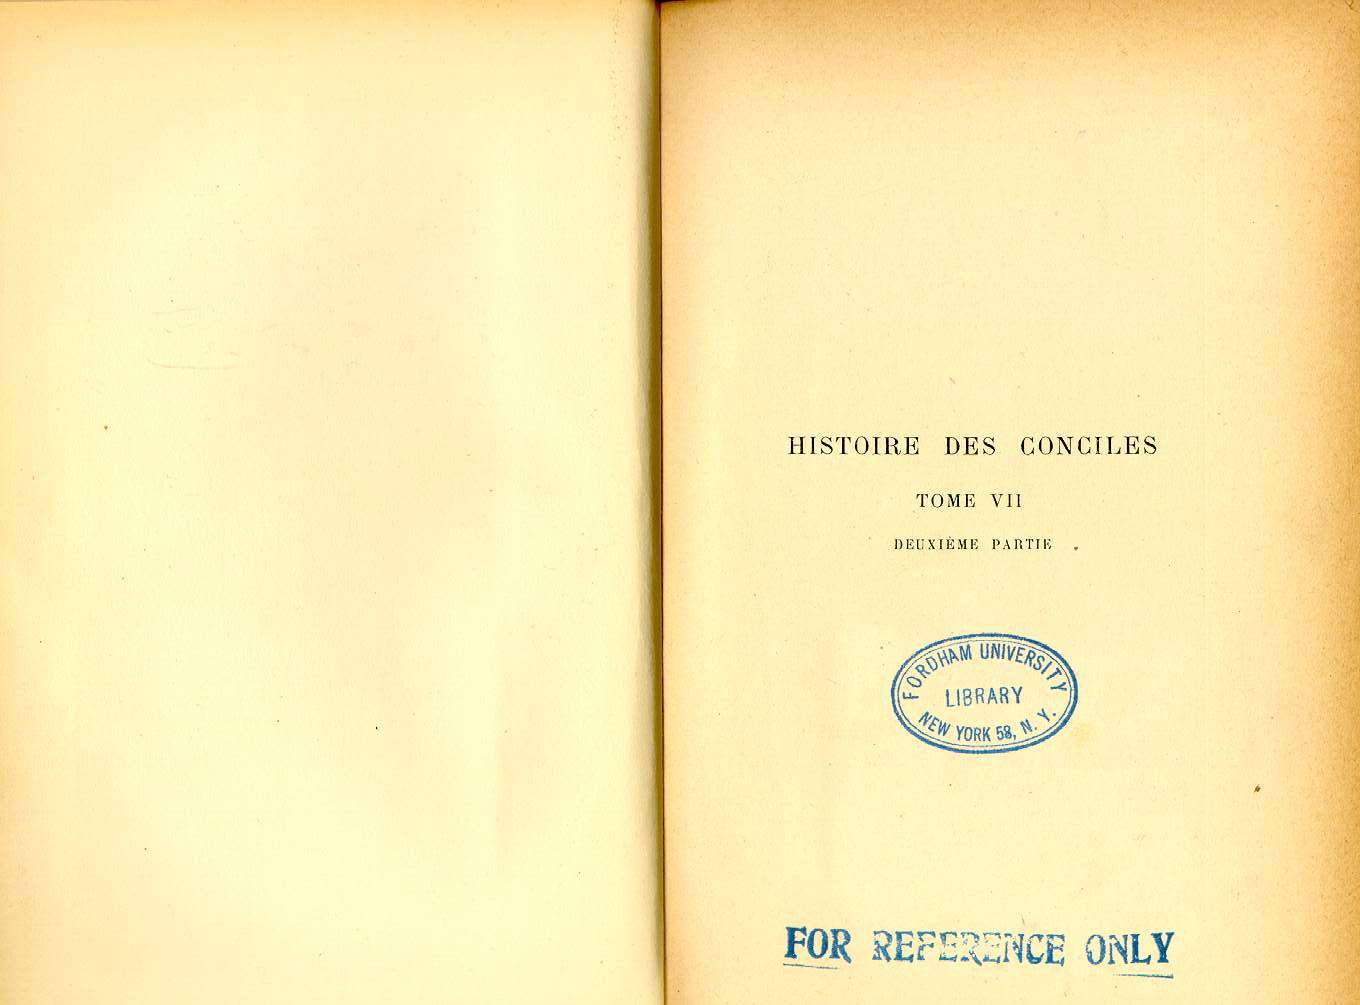 HISTOIRE DES CONCILES
TOME VII
DEUXIÈME PARTIE
FORDHAM UNIVERSITY
LIBRARY
NEW YORK 58, N. Y.
FOR REFERENCE ONLY